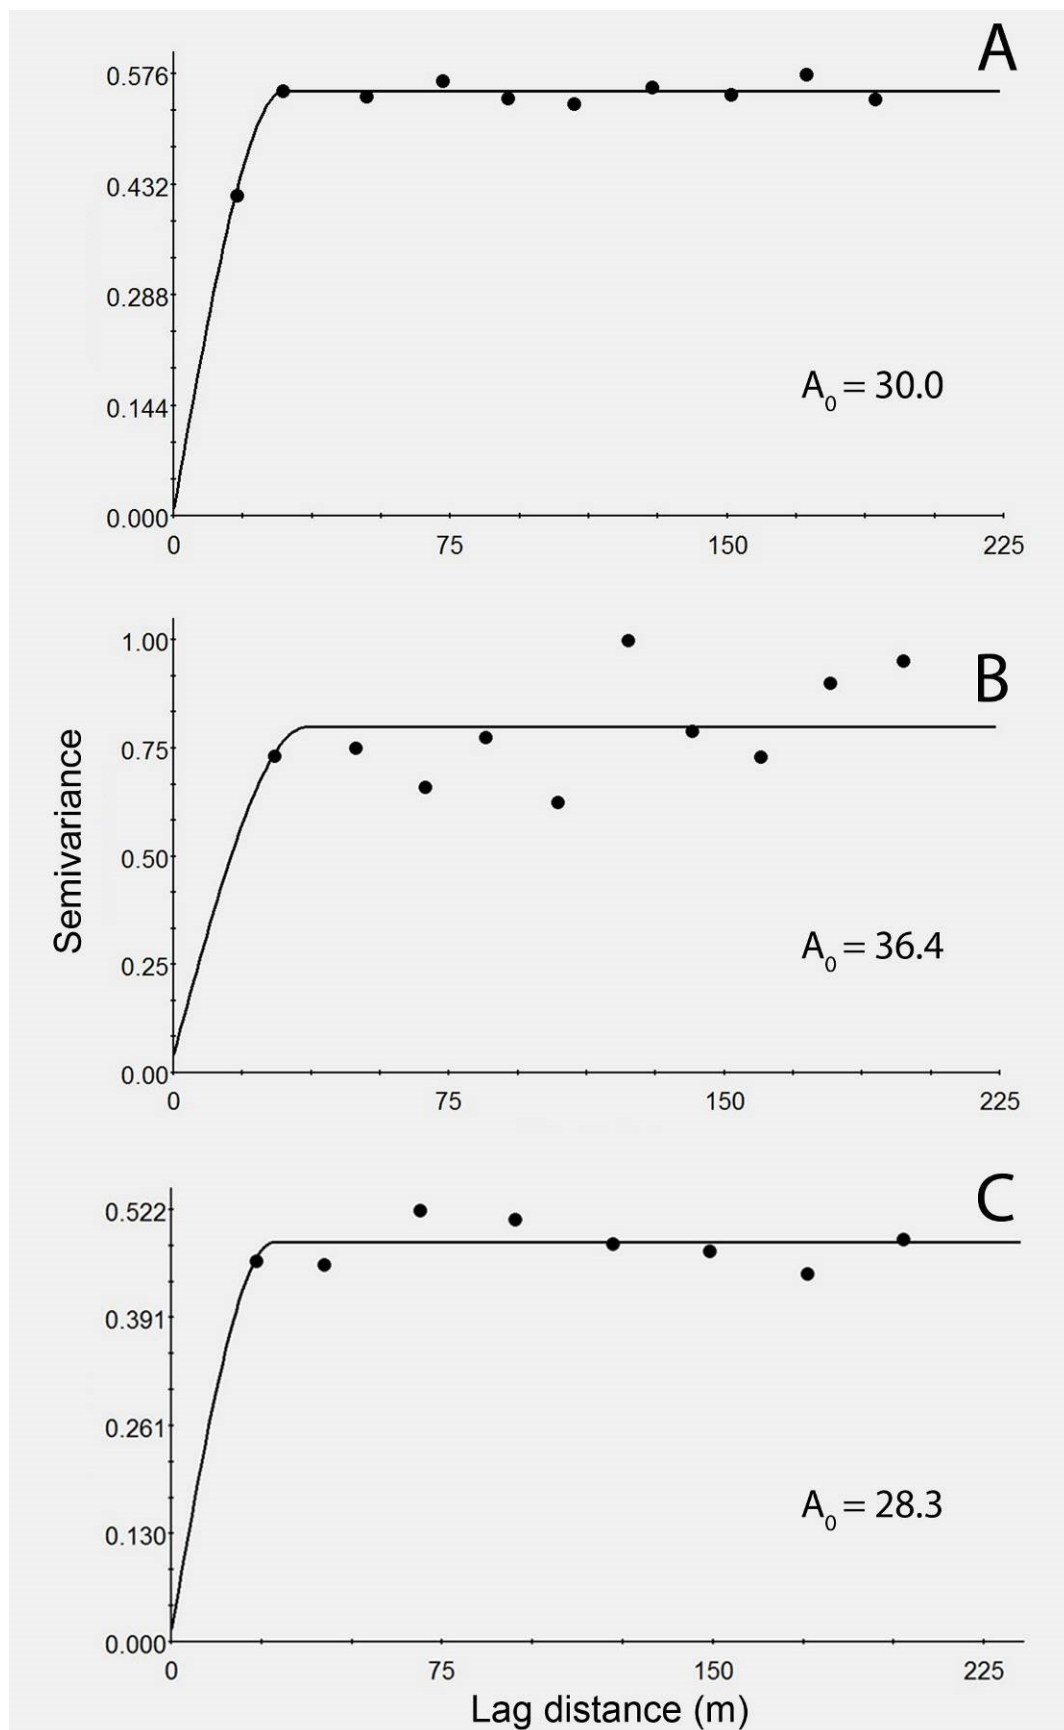 A
0.576
0.432
0.288
A₀ = 30.0
0.144
0.000
0 75 150 225
1.00
B
0.75
Semivariance
0.50
A₀ = 36.4
0.25
0.00
0 75 150 225
C
0.522
0.391
0.261
A₀ = 28.3
0.130
0.000
0 75 150 225
Lag distance (m)